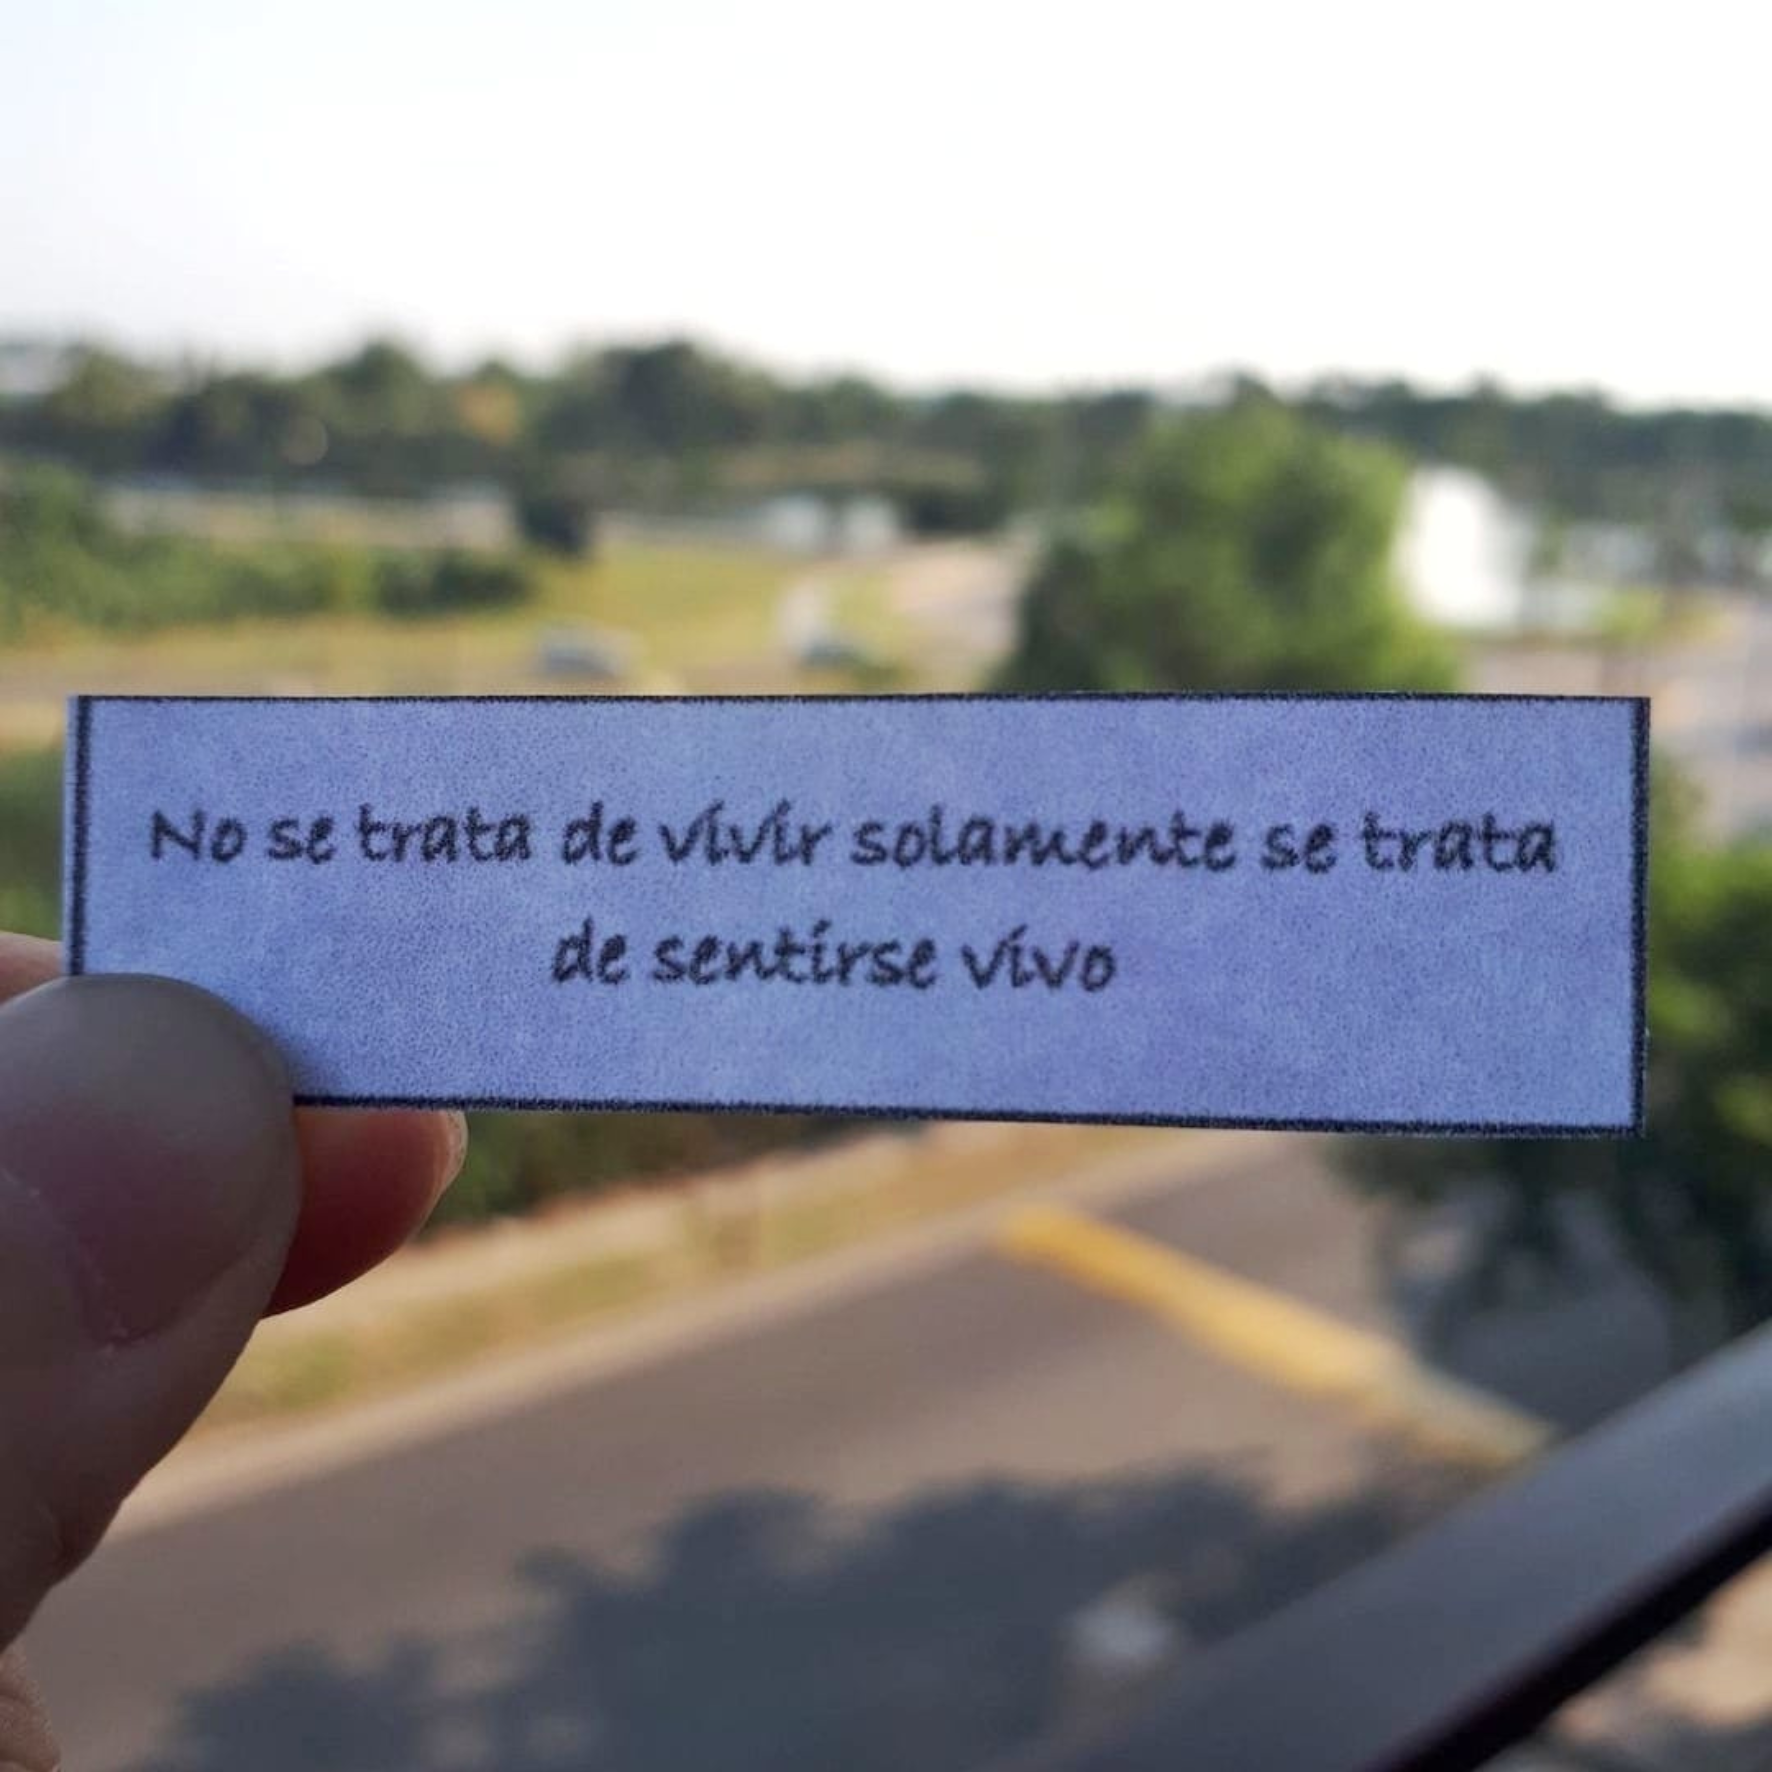 No se trata de vivir solamente se trata
de sentirse vivo